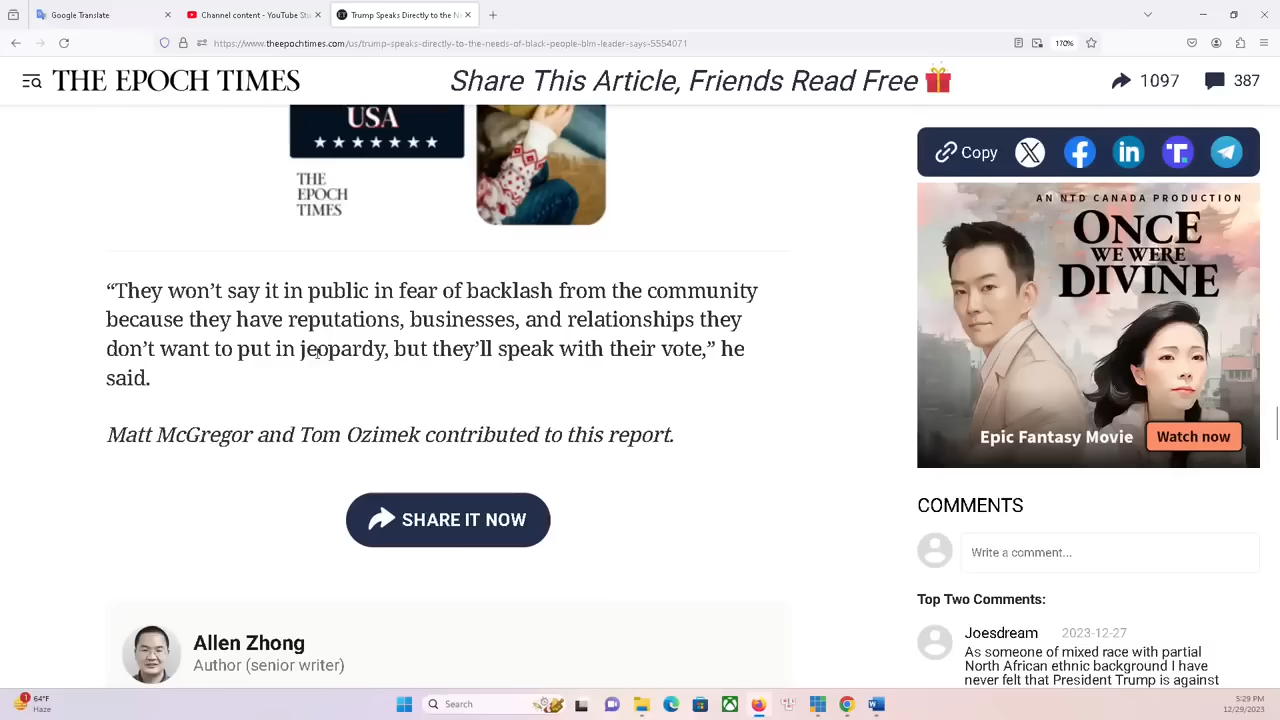 Google Translate
Channel content - YouTube Stu
Trump Speaks Directly to the Ne
https://www.theepochtimes.com/us/trump-speaks-directly-to-the-needs-of-black-people-blm-leader-says-5554071
170%
THE EPOCH TIMES
Share This Article, Friends Read Free
1097
387
USA
THE
EPOCH
TIMES
“They won’t say it in public in fear of backlash from the community
because they have reputations, businesses, and relationships they
don’t want to put in jeopardy, but they’ll speak with their vote,” he
said.
Matt McGregor and Tom Ozimek contributed to this report.
SHARE IT NOW
Allen Zhong
Author (senior writer)
Copy
AN NTD CANADA PRODUCTION
ONCE
WE WERE
DIVINE
Epic Fantasy Movie
Watch now
COMMENTS
Write a comment...
Top Two Comments:
Joesdream 2023-12-27
As someone of mixed race with partial
North African ethnic background I have
never felt that President Trump is against
1
64°F
Haze
Search
5:29 PM
12/29/2023